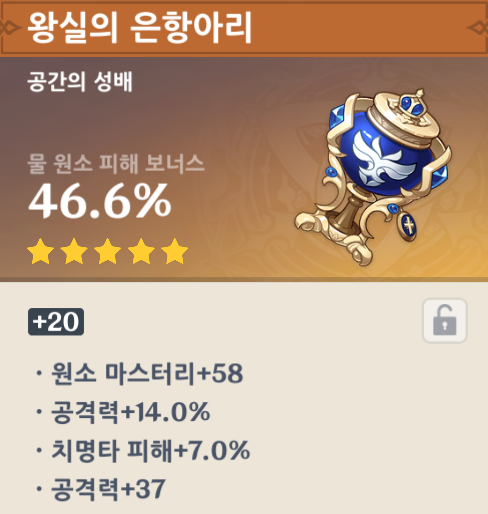 왕실의 은항아리
공간의 성배
물 원소 피해 보너스
46.6%
+20
· 원소 마스터리+58
· 공격력+14.0%
· 치명타 피해+7.0%
· 공격력+37